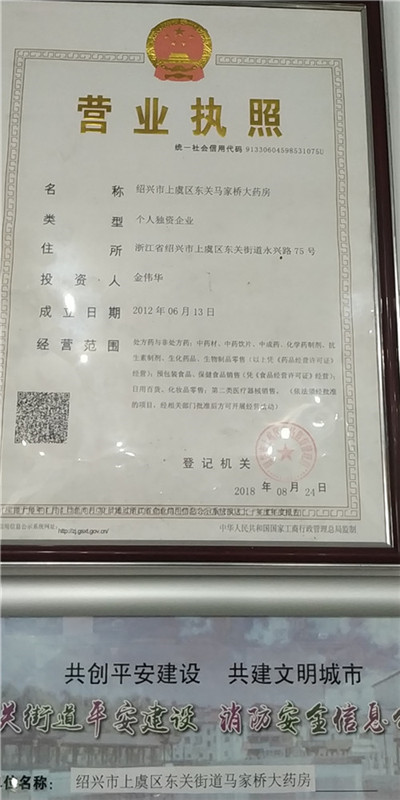 营业执照
统一社会信用代码 91330604598531075U
名 称 绍兴市上虞区东关马家桥大药房
类 型 个人独资企业
住 所 浙江省绍兴市上虞区东关街道永兴路75号
投资人 金伟华
成立日期 2012年06月13日
经营范围 处方药与非处方药：中药材、中药饮片、中成药、化学药制剂、抗
生素制剂、生化药品、生物制品零售（以上凭《药品经营许可证》
经营）；预包装食品、保健食品销售（凭《食品经营许可证》经营）；
日用百货、化妆品零售；第二类医疗器械销售。（依法须经批准
的项目，经相关部门批准后方可开展经营活动）
登记机关
2018年08月24日
信用信息公示系统网址：http://zj.gsxt.gov.cn/
中华人民共和国国家工商行政管理总局监制
共创平安建设 共建文明城市
关街道平安建设 消防安全信息
位名称： 绍兴市上虞区东关街道马家桥大药房